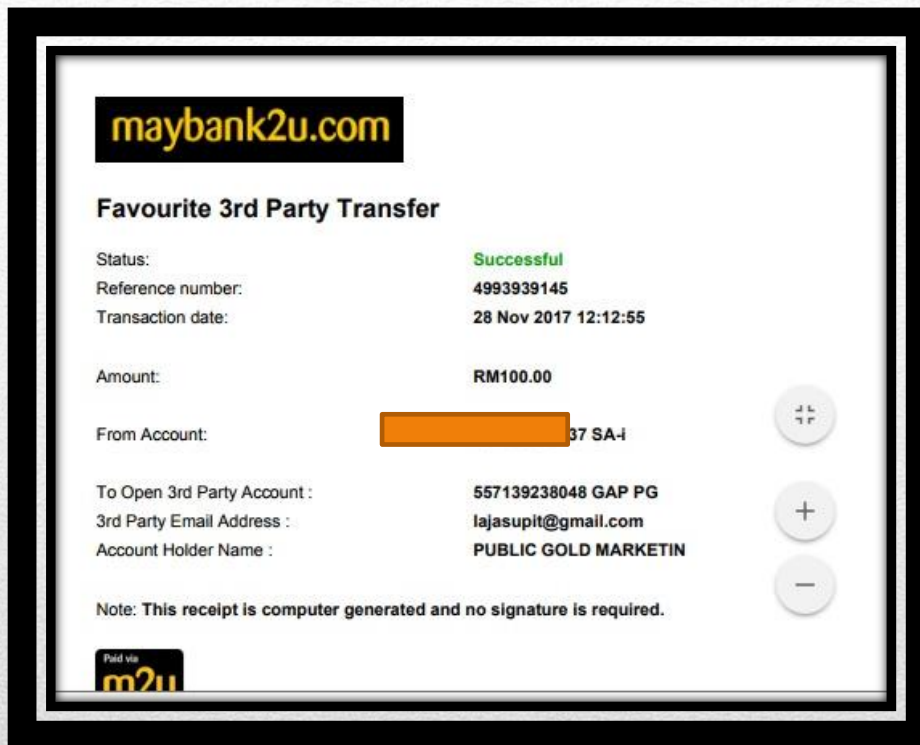 maybank2u.com
Favourite 3rd Party Transfer
Status: Successful
Reference number: 4993939145
Transaction date: 28 Nov 2017 12:12:55
Amount: RM100.00
From Account: 37 SA-i
To Open 3rd Party Account : 557139238048 GAP PG
3rd Party Email Address : lajasupit@gmail.com
Account Holder Name : PUBLIC GOLD MARKETIN
Note: This receipt is computer generated and no signature is required.
Paid via
m2u